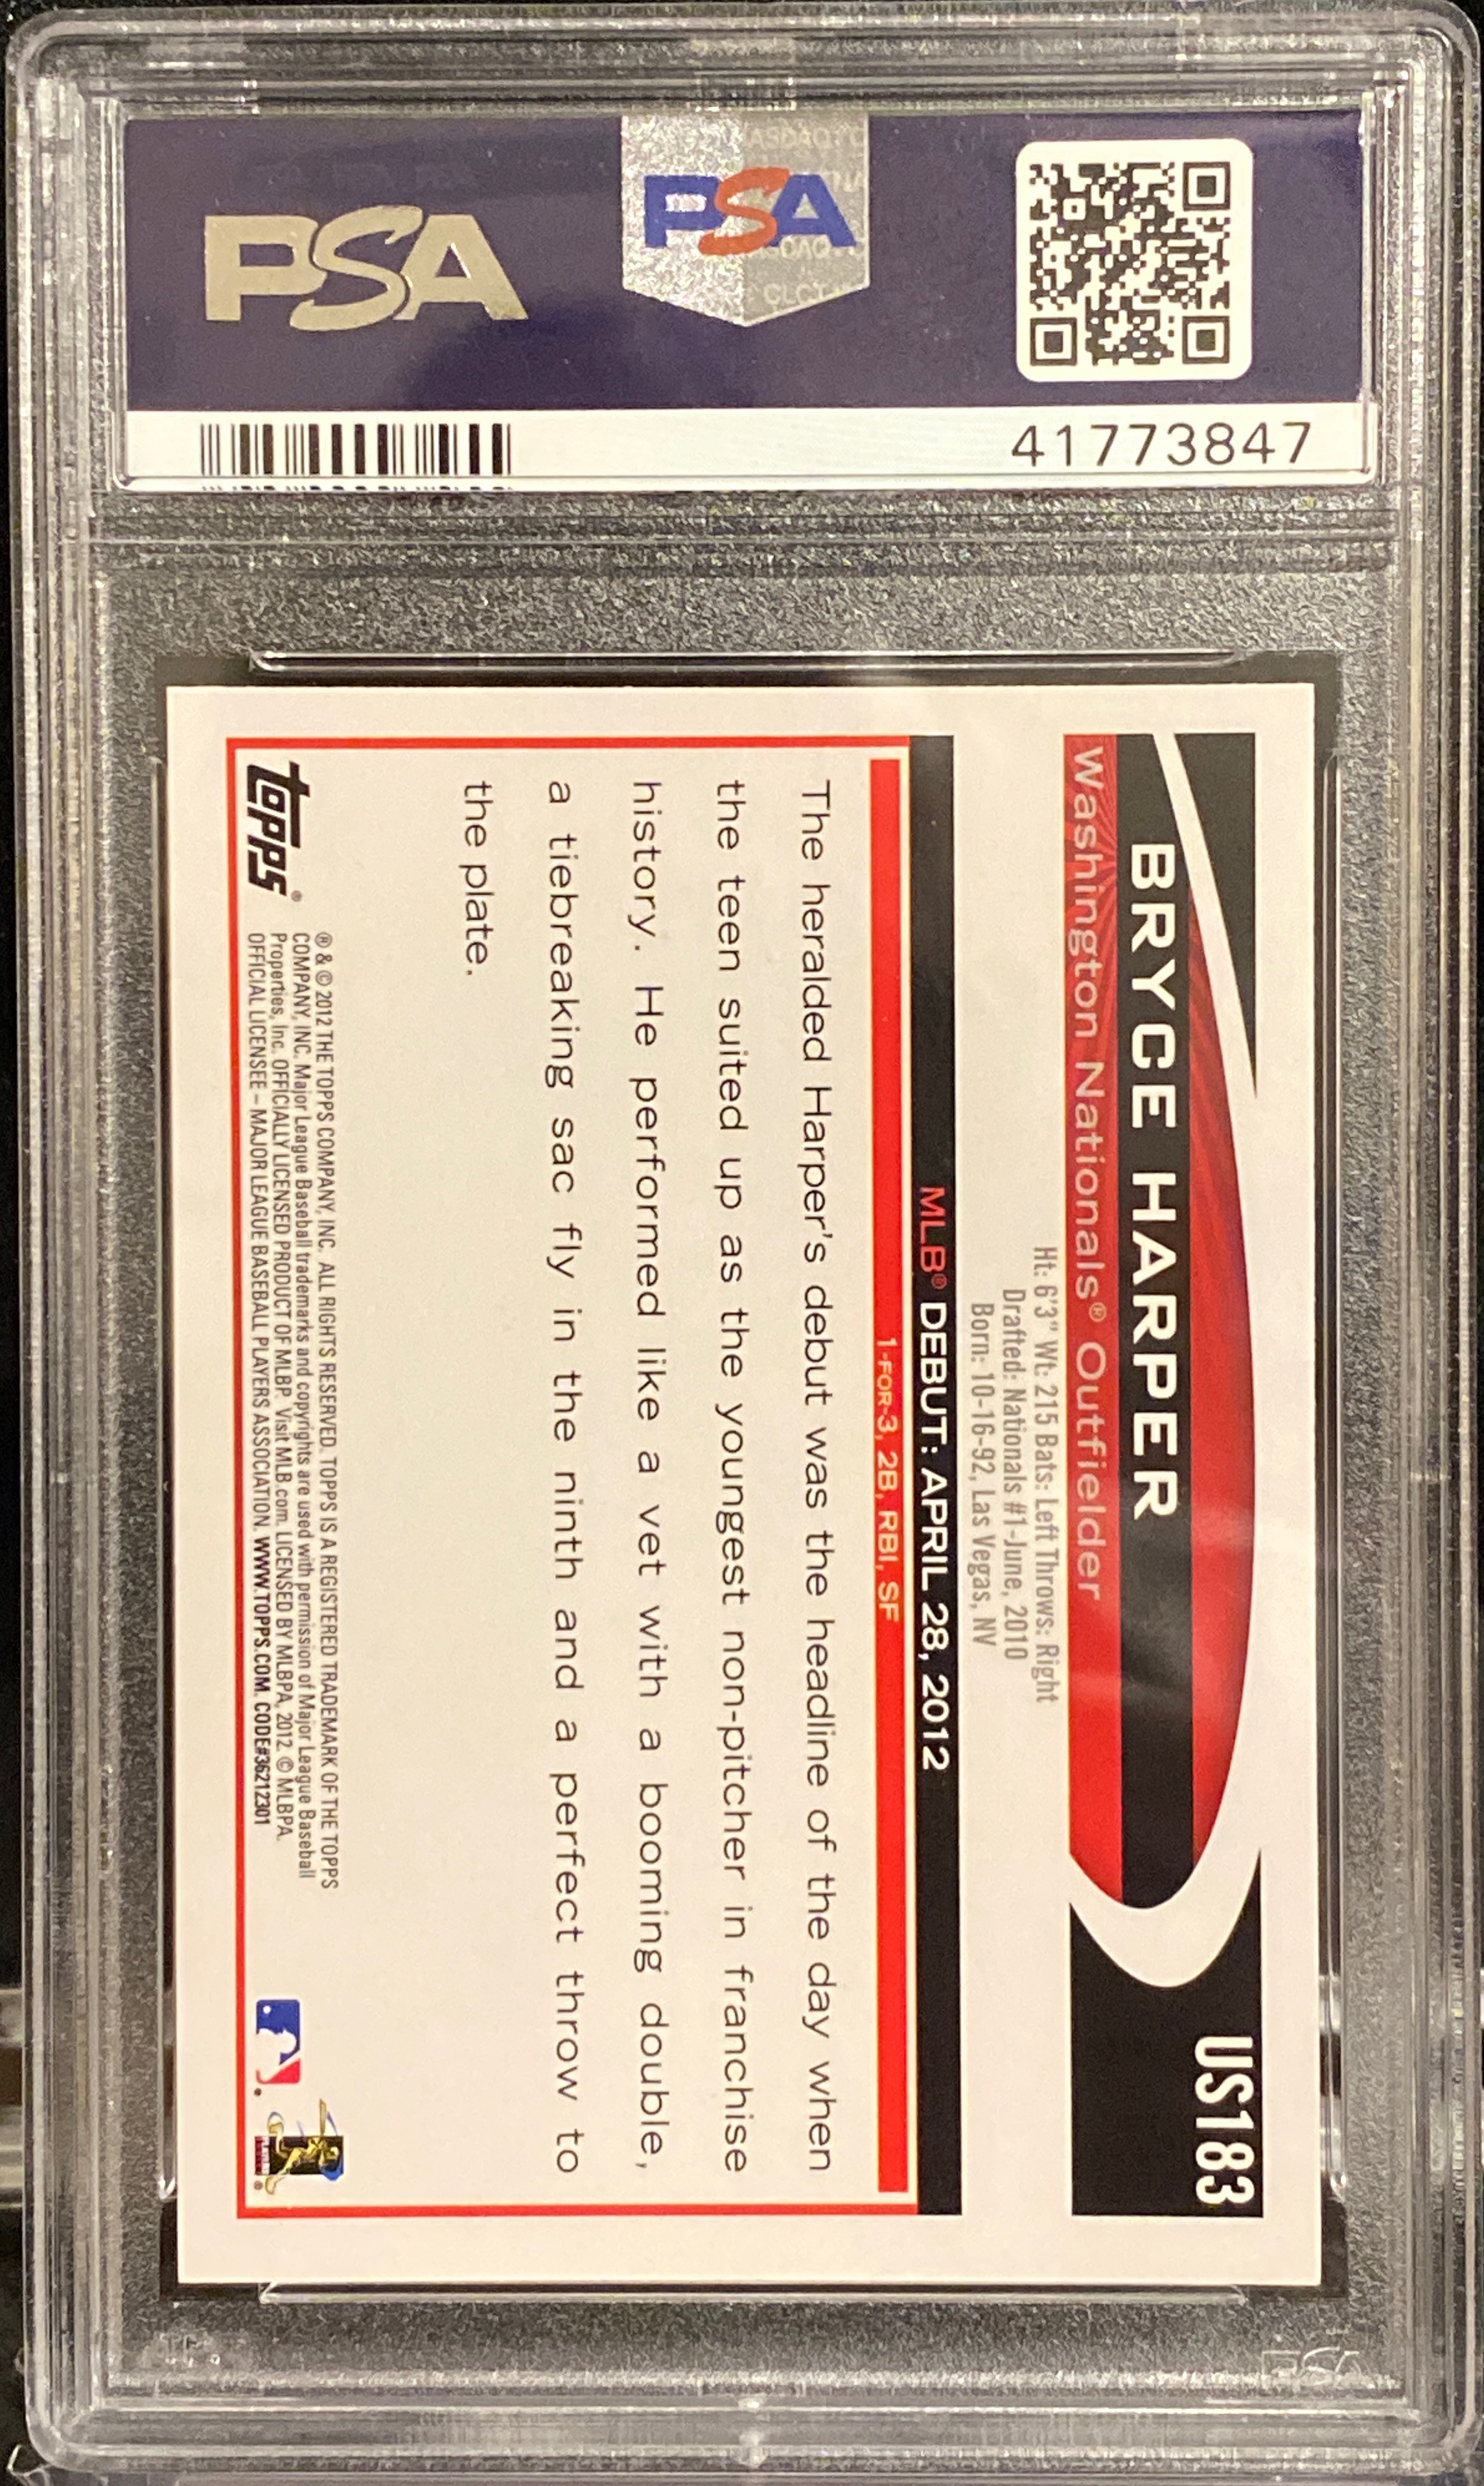 PSA
PSA
41773847
US183
BRYCE HARPER
Washington Nationals® Outfielder
Ht: 6'3" Wt: 215 Bats: Left Throws: Right
Drafted: Nationals #1-June, 2010
Born: 10-16-92, Las Vegas, NV
MLB® DEBUT: APRIL 28, 2012
1-FOR-3, 2B, RBI, SF
The heralded Harper's debut was the headline of the day when
the teen suited up as the youngest non-pitcher in franchise
history. He performed like a vet with a booming double,
a tiebreaking sac fly in the ninth and a perfect throw to
the plate.
topps®
® & © 2012 THE TOPPS COMPANY, INC. ALL RIGHTS RESERVED. TOPPS IS A REGISTERED TRADEMARK OF THE TOPPS
COMPANY, INC. Major League Baseball trademarks and copyrights are used with permission of Major League Baseball
Properties, Inc. OFFICIALLY LICENSED PRODUCT OF MLBP. Visit MLB.com. LICENSED BY MLBPA, 2012. © MLBPA.
OFFICIAL LICENSEE – MAJOR LEAGUE BASEBALL PLAYERS ASSOCIATION. WWW.TOPPS.COM. CODE#36212301